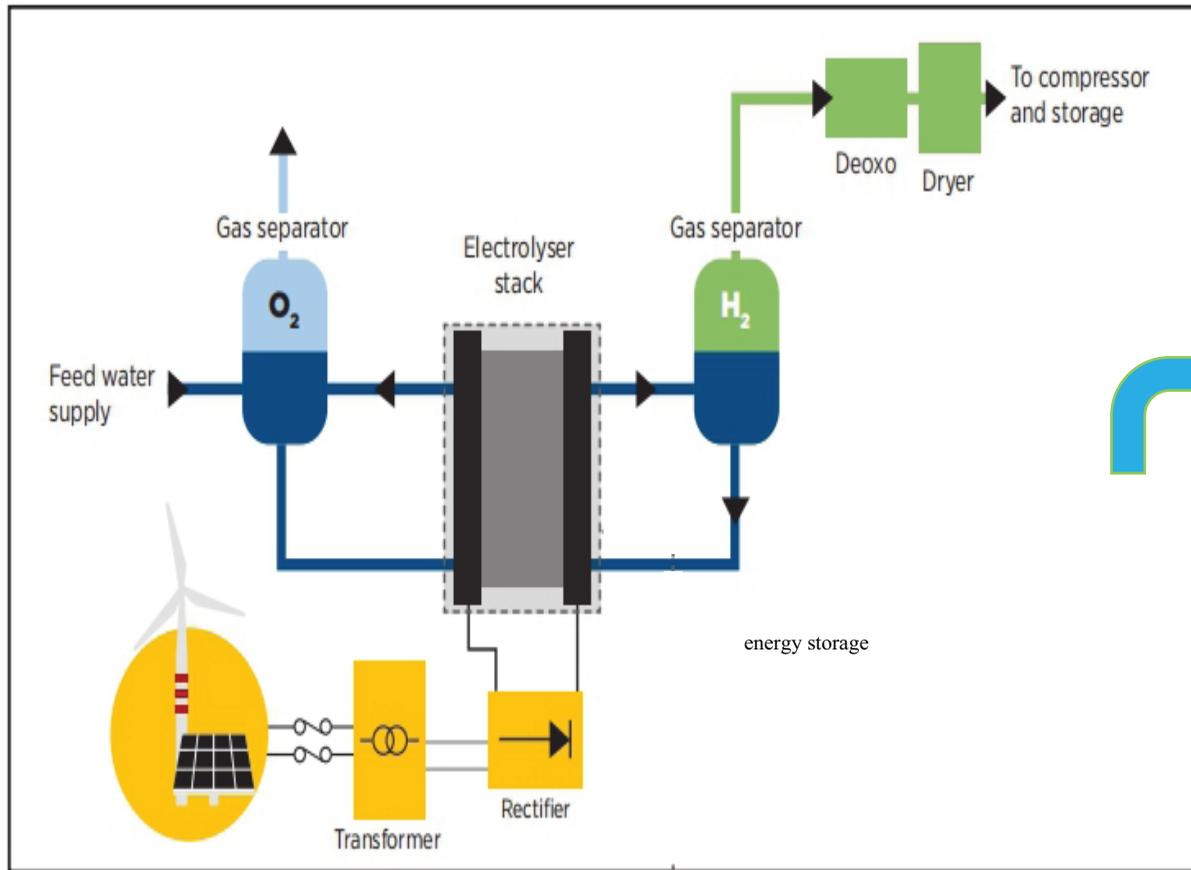 To compressor
and storage
Deoxo
Dryer
Gas separator
Gas separator
Electrolyser
stack
O₂
H₂
Feed water
supply
energy storage
Rectifier
Transformer